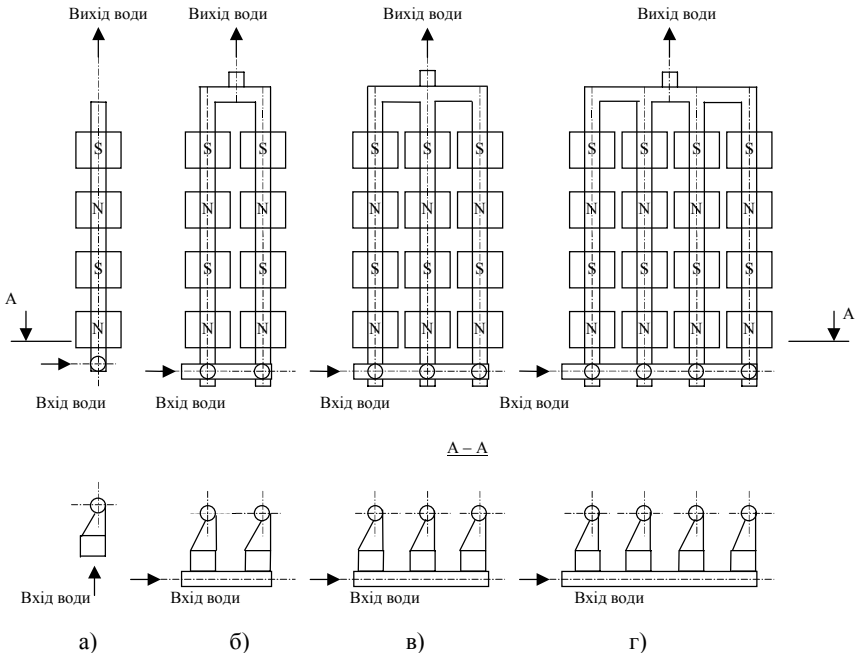 Вихід води Вихід води Вихід води Вихід води
S S S S S S S S S S
N N N N N N N N N N
S S S S S S S S S S
А А
N N N N N N N N N N
Вхід води Вхід води Вхід води Вхід води
А – А
Вхід води Вхід води Вхід води Вхід води
а) б) в) г)